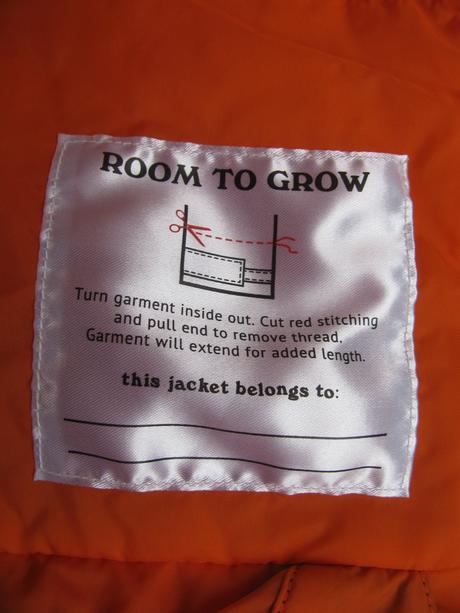 ROOM TO GROW
Turn garment inside out. Cut red stitching
and pull end to remove thread.
Garment will extend for added length.
this jacket belongs to: